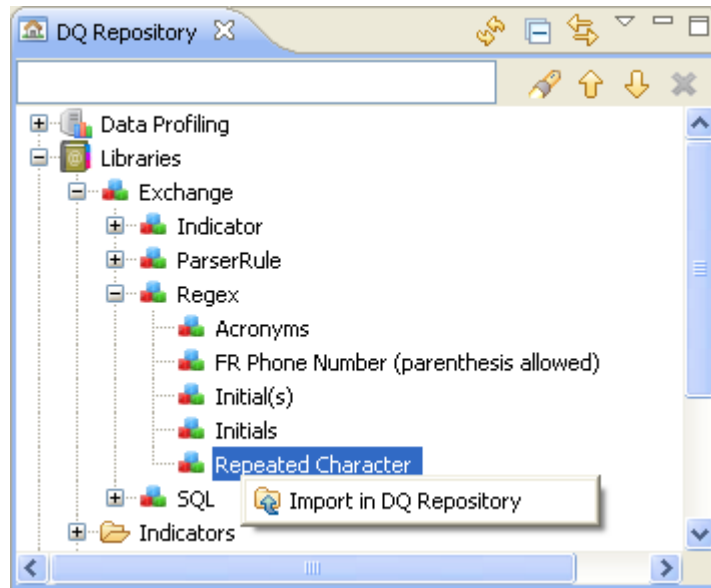 DQ Repository
Data Profiling
Libraries
Exchange
Indicator
ParserRule
Regex
Acronyms
FR Phone Number (parenthesis allowed)
Initial(s)
Initials
Repeated Character
SQL
Import in DQ Repository
Indicators